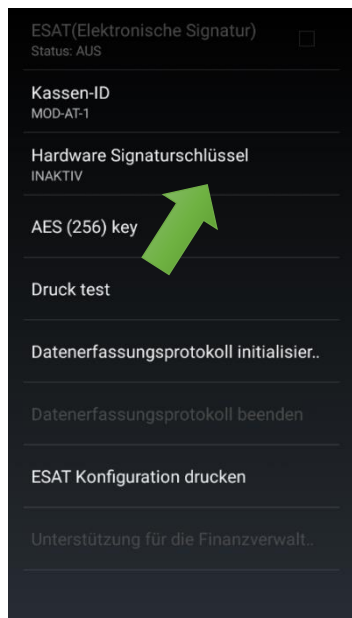 ESAT(Elektronische Signatur)
Status: AUS
Kassen-ID
MOD-AT-1
Hardware Signaturschlüssel
INAKTIV
AES (256) key
Druck test
Datenerfassungsprotokoll initialisier..
Datenerfassungsprotokoll beenden
ESAT Konfiguration drucken
Unterstützung für die Finanzverwalt..